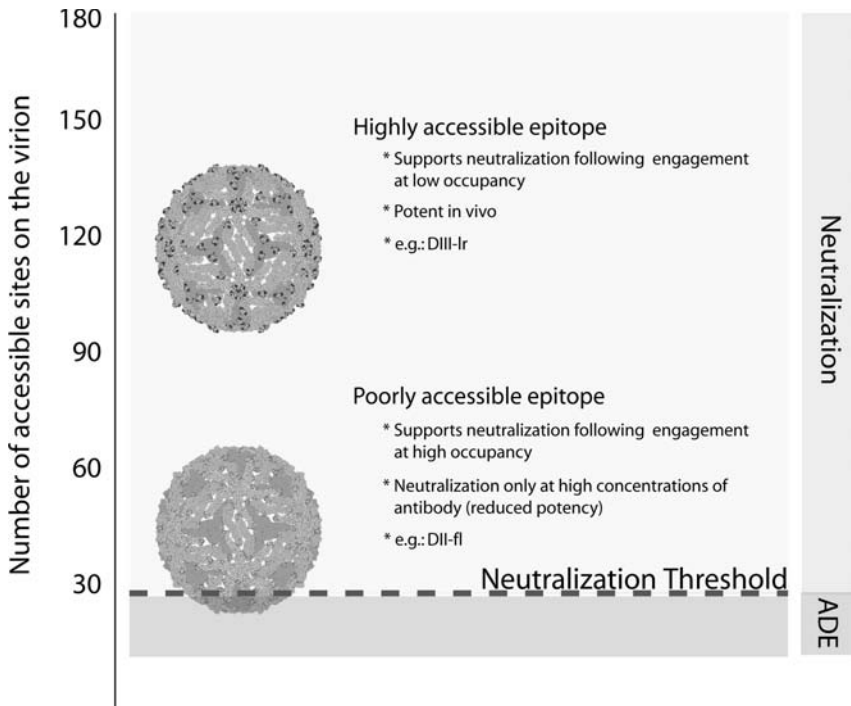 Number of accessible sites on the virion
180
150
120
90
60
30
Highly accessible epitope
* Supports neutralization following engagement
at low occupancy
* Potent in vivo
* e.g.: DIII-lr
Poorly accessible epitope
* Supports neutralization following engagement
at high occupancy
* Neutralization only at high concentrations of
antibody (reduced potency)
* e.g.: DII-fl
Neutralization Threshold
Neutralization
ADE